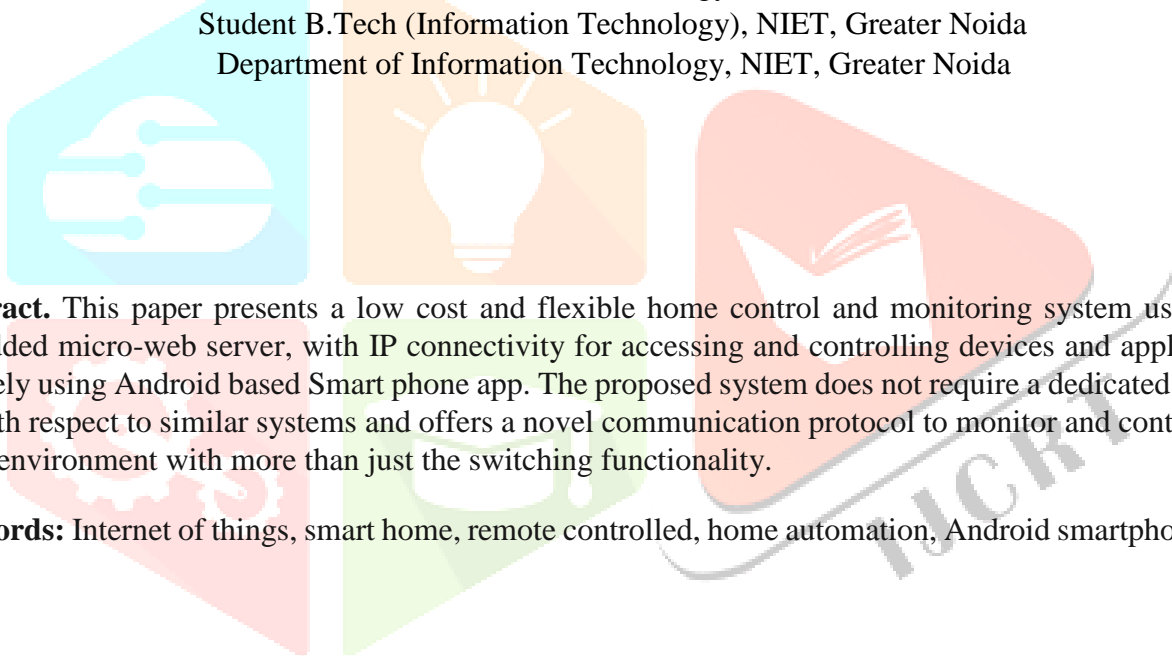 Student B.Tech (Information Technology), NIET, Greater Noida
Department of Information Technology, NIET, Greater Noida
ract. This paper presents a low cost and flexible home control and monitoring system us
lded micro-web server, with IP connectivity for accessing and controlling devices and appl
ely using Android based Smart phone app. The proposed system does not require a dedicated
th respect to similar systems and offers a novel communication protocol to monitor and cont
environment with more than just the switching functionality.
ords: Internet of things, smart home, remote controlled, home automation, Android smartpho
IJCRT